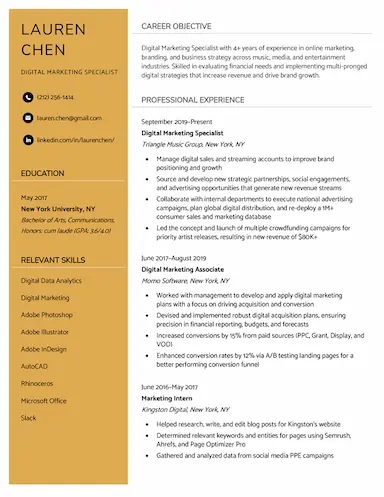 LAUREN
CHEN
DIGITAL MARKETING SPECIALIST
(212) 256-1414
lauren.chen@gmail.com
linkedin.com/in/laurenchen/
EDUCATION
May 2017
New York University, NY
Bachelor of Arts, Communications,
Honors: cum laude (GPA: 3.6/4.0)
RELEVANT SKILLS
Digital Data Analytics
Digital Marketing
Adobe Photoshop
Adobe Illustrator
Adobe InDesign
AutoCAD
Rhinoceros
Microsoft Office
Slack
CAREER OBJECTIVE
Digital Marketing Specialist with 4+ years of experience in online marketing,
branding, and business strategy across music, media, and entertainment
industries. Skilled in evaluating financial needs and implementing multi-pronged
digital strategies that increase revenue and drive brand growth.
PROFESSIONAL EXPERIENCE
September 2019–Present
Digital Marketing Specialist
Triangle Music Group, New York, NY
• Manage digital sales and streaming accounts to improve brand
positioning and growth
• Source and develop new strategic partnerships, social engagements,
and advertising opportunities that generate new revenue streams
• Collaborate with internal departments to execute national advertising
campaigns, plan global digital distribution, and re-deploy a 1M+
consumer sales and marketing database
• Led the concept and launch of multiple crowdfunding campaigns for
priority artist releases, resulting in new revenue of $80K+
June 2017–August 2019
Digital Marketing Associate
Momo Software, New York, NY
• Worked with management to develop and apply digital marketing
plans with a focus on driving acquisition and conversion
• Devised and implemented robust digital acquisition plans, ensuring
precision in financial reporting, budgets, and forecasts
• Increased conversions by 15% from paid sources (PPC, Grant, Display, and
VOD)
• Enhanced conversion rates by 12% via A/B testing landing pages for a
better performing conversion funnel
June 2016–May 2017
Marketing Intern
Kingston Digital, New York, NY
• Helped research, write, and edit blog posts for Kingston's website
• Determined relevant keywords and entities for pages using Semrush,
Ahrefs, and Page Optimizer Pro
• Gathered and analyzed data from social media PPE campaigns